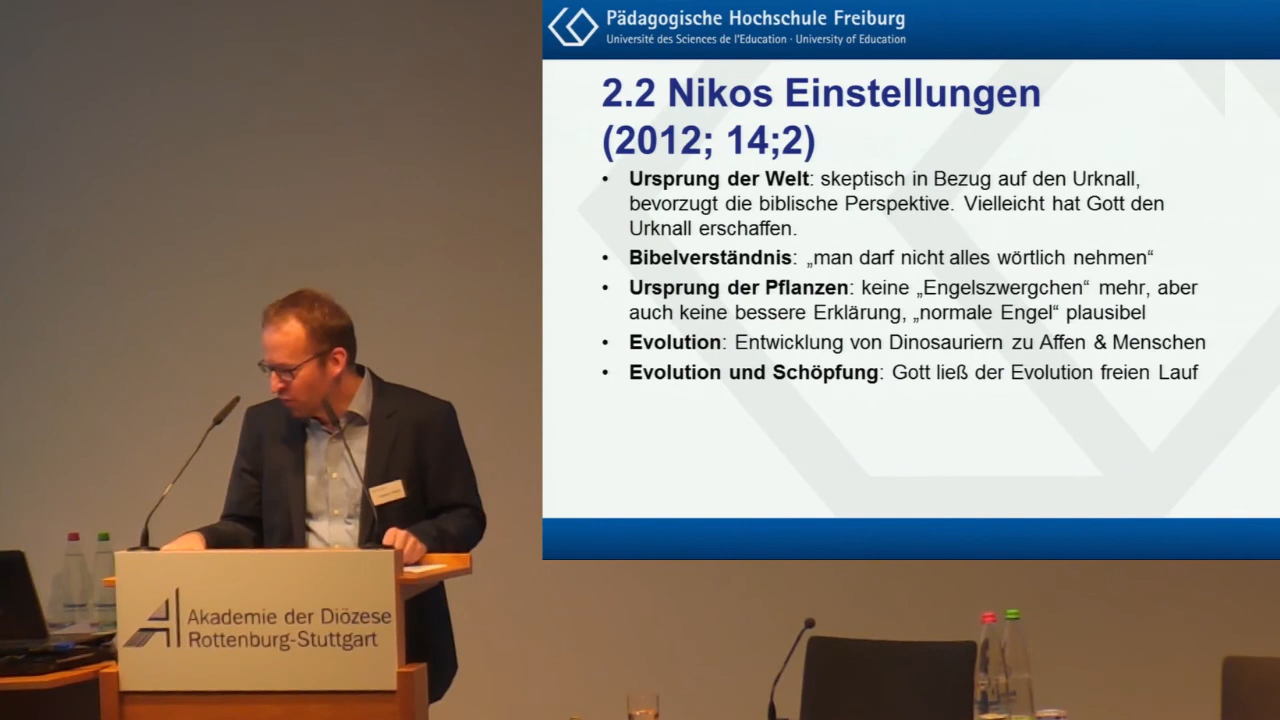 Pädagogische Hochschule Freiburg
Université des Sciences de l'Education · University of Education
2.2 Nikos Einstellungen
(2012; 14;2)
• Ursprung der Welt: skeptisch in Bezug auf den Urknall,
bevorzugt die biblische Perspektive. Vielleicht hat Gott den
Urknall erschaffen.
• Bibelverständnis: „man darf nicht alles wörtlich nehmen“
• Ursprung der Pflanzen: keine „Engelszwergchen“ mehr, aber
auch keine bessere Erklärung, „normale Engel“ plausibel
• Evolution: Entwicklung von Dinosauriern zu Affen & Menschen
• Evolution und Schöpfung: Gott ließ der Evolution freien Lauf
Akademie der Diözese
Rottenburg-Stuttgart